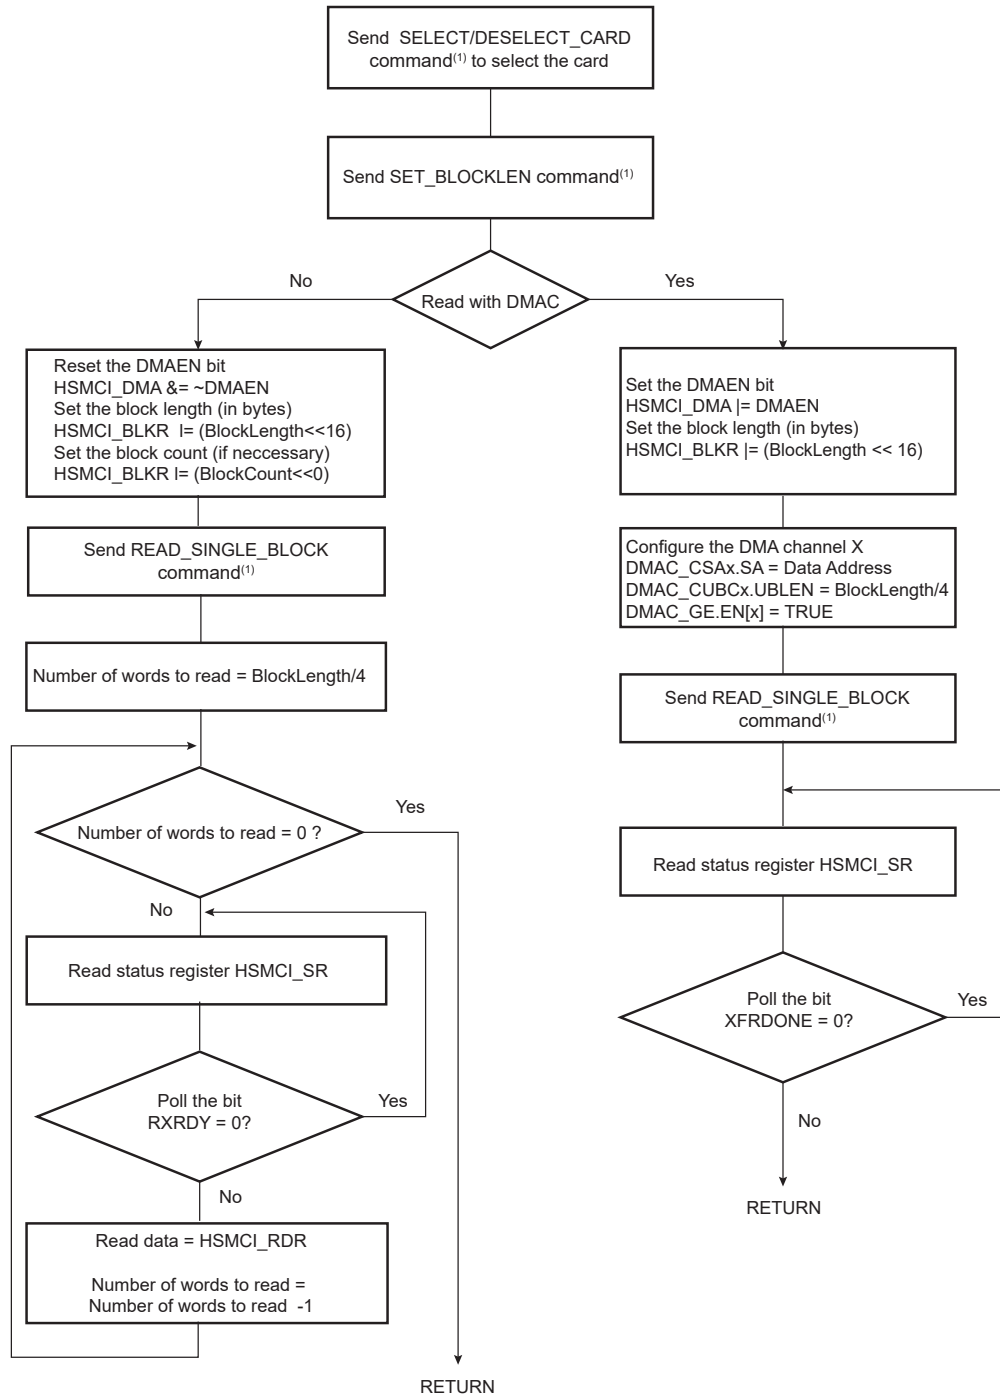 Send  SELECT/DESELECT_CARD
command(1) to select the card
Send SET_BLOCKLEN command(1)
No
Yes
Read with DMAC
Reset the DMAEN bit
HSMCI_DMA &= ~DMAEN
Set the block length (in bytes)
HSMCI_BLKR  l= (BlockLength<<16)
Set the block count (if neccessary)
HSMCI_BLKR l= (BlockCount<<0)
Send READ_SINGLE_BLOCK
command(1)
Number of words to read = BlockLength/4
Number of words to read = 0 ?
Yes
No
Read status register HSMCI_SR
Poll the bit
RXRDY = 0?
Yes
No
Read data = HSMCI_RDR
Number of words to read =
Number of words to read  -1
RETURN
Set the DMAEN bit
HSMCI_DMA |= DMAEN
Set the block length (in bytes)
HSMCI_BLKR |= (BlockLength << 16)
Configure the DMA channel X
DMAC_CSAx.SA = Data Address
DMAC_CUBCx.UBLEN = BlockLength/4
DMAC_GE.EN[x] = TRUE
Send READ_SINGLE_BLOCK
command(1)
Read status register HSMCI_SR
Poll the bit
XFRDONE = 0?
Yes
No
RETURN